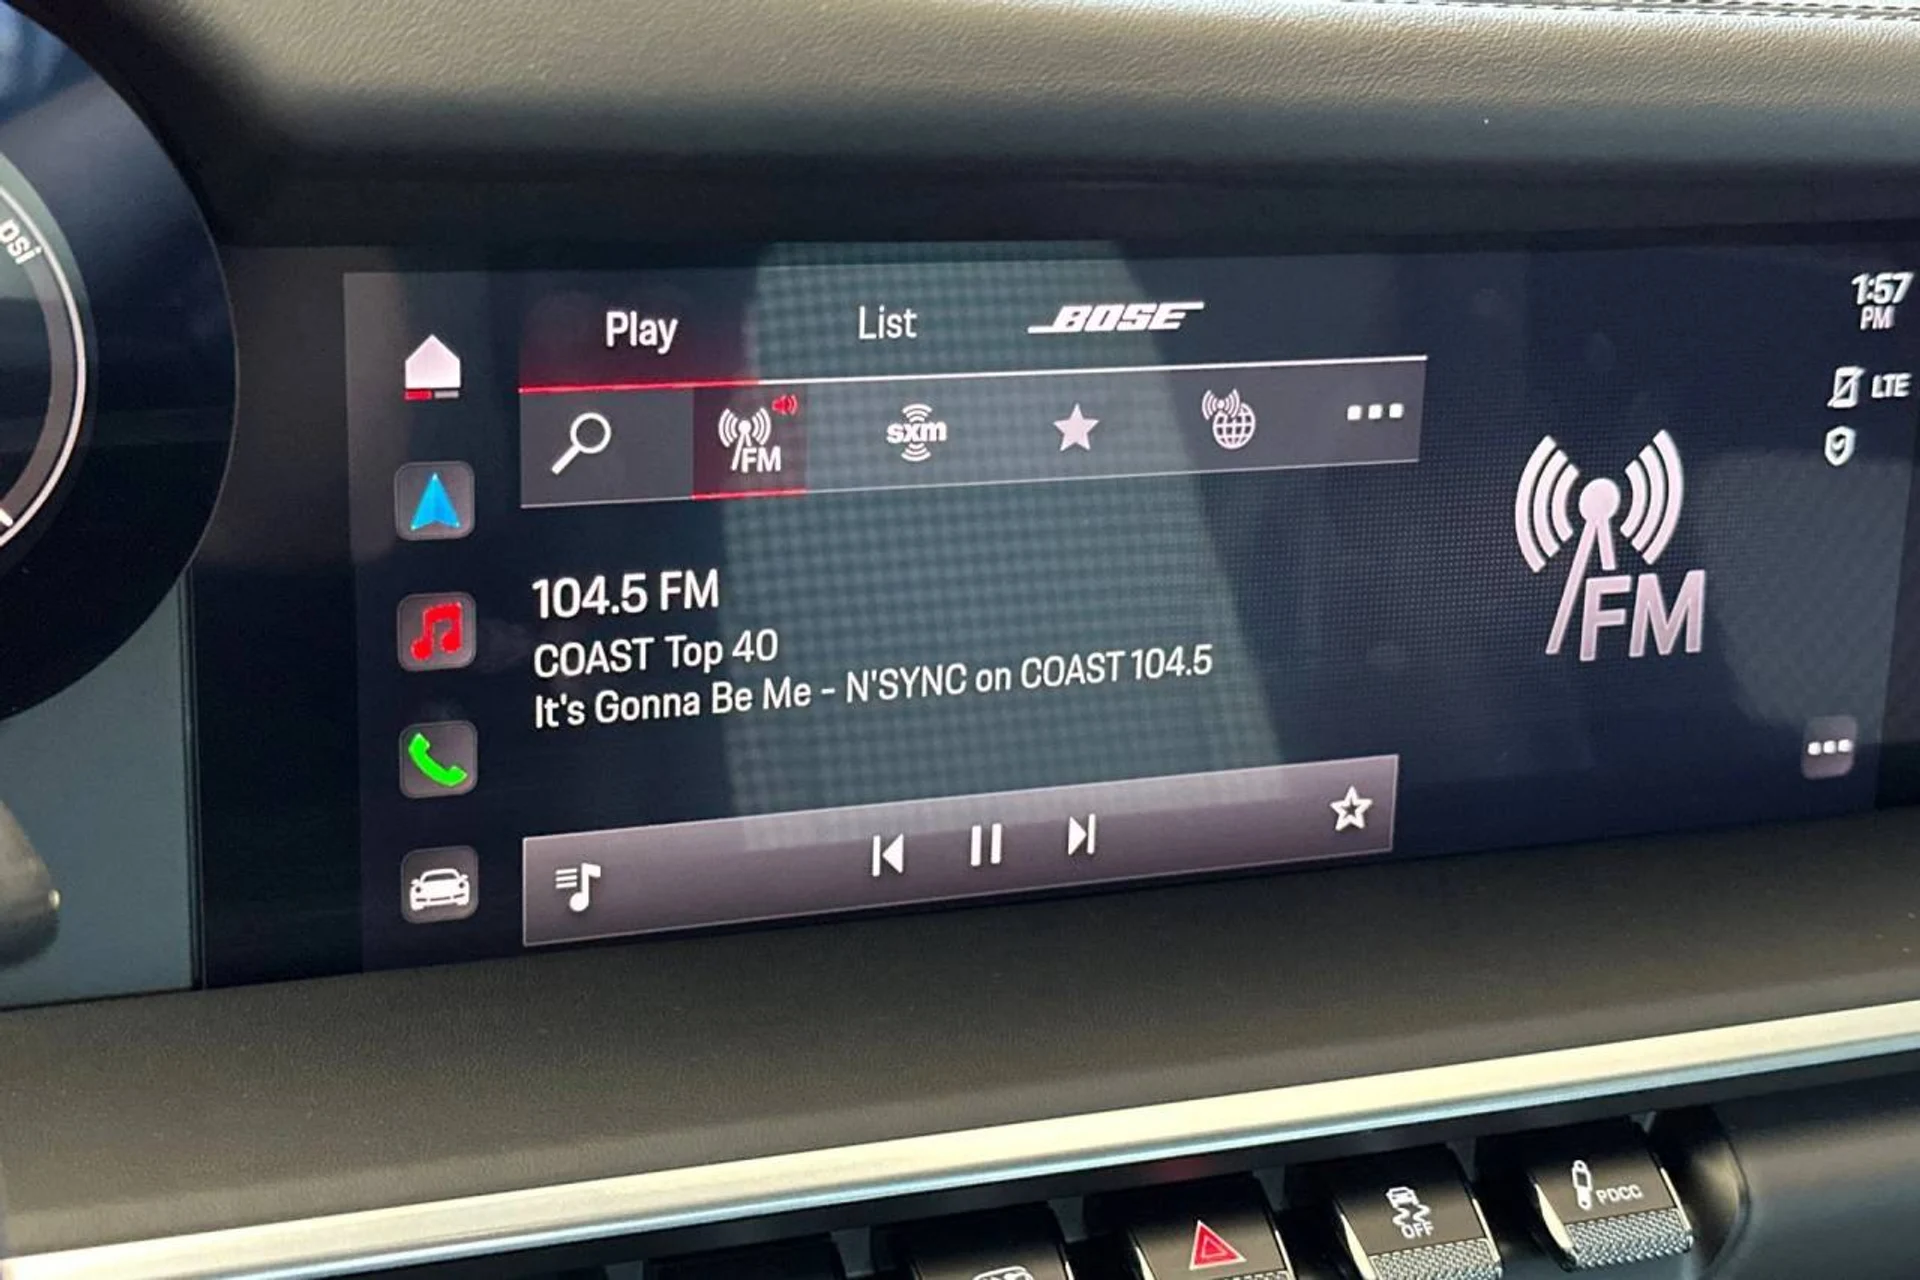 psi
Play List BOSE
1:57
PM
FM sxm
LTE
104.5 FM
COAST Top 40
It's Gonna Be Me - N'SYNC on COAST 104.5
FM
OFF
PDCC